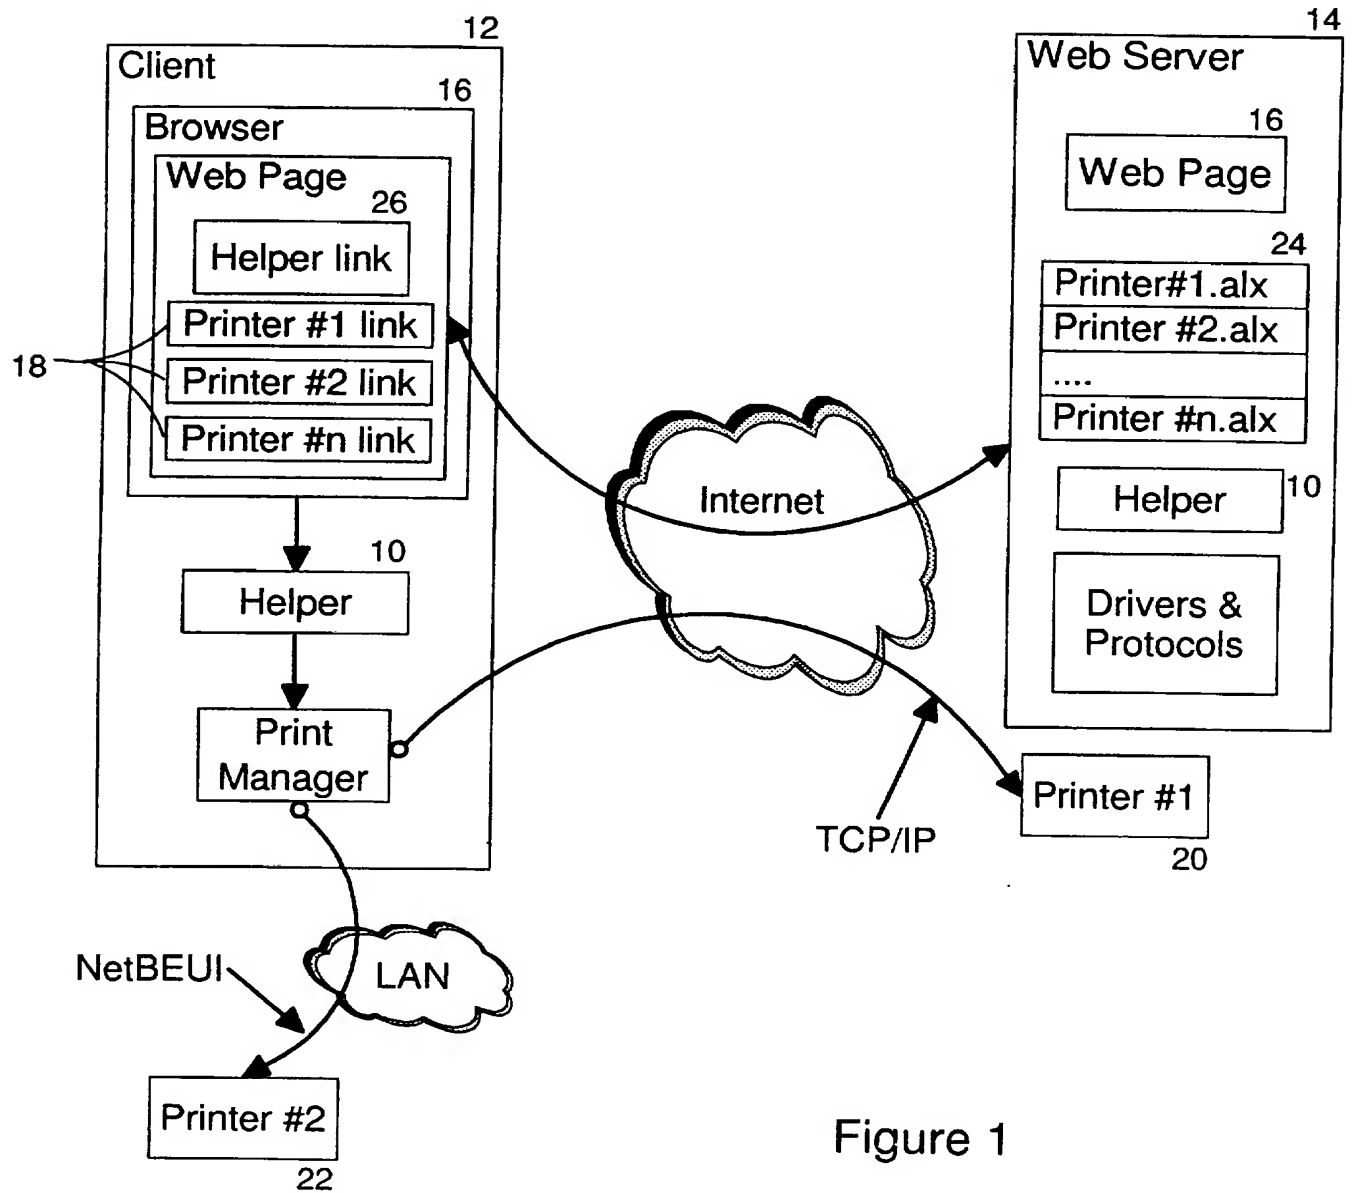 12
Client
16
Browser
Web Page
26
Helper link
Printer #1 link
18
Printer #2 link
Printer #n link
10
Helper
Print
Manager
Internet
14
Web Server
16
Web Page
24
Printer#1.alx
Printer #2.alx
....
Printer #n.alx
Helper
10
Drivers &
Protocols
TCP/IP
Printer #1
20
NetBEUI
LAN
Printer #2
22
Figure 1